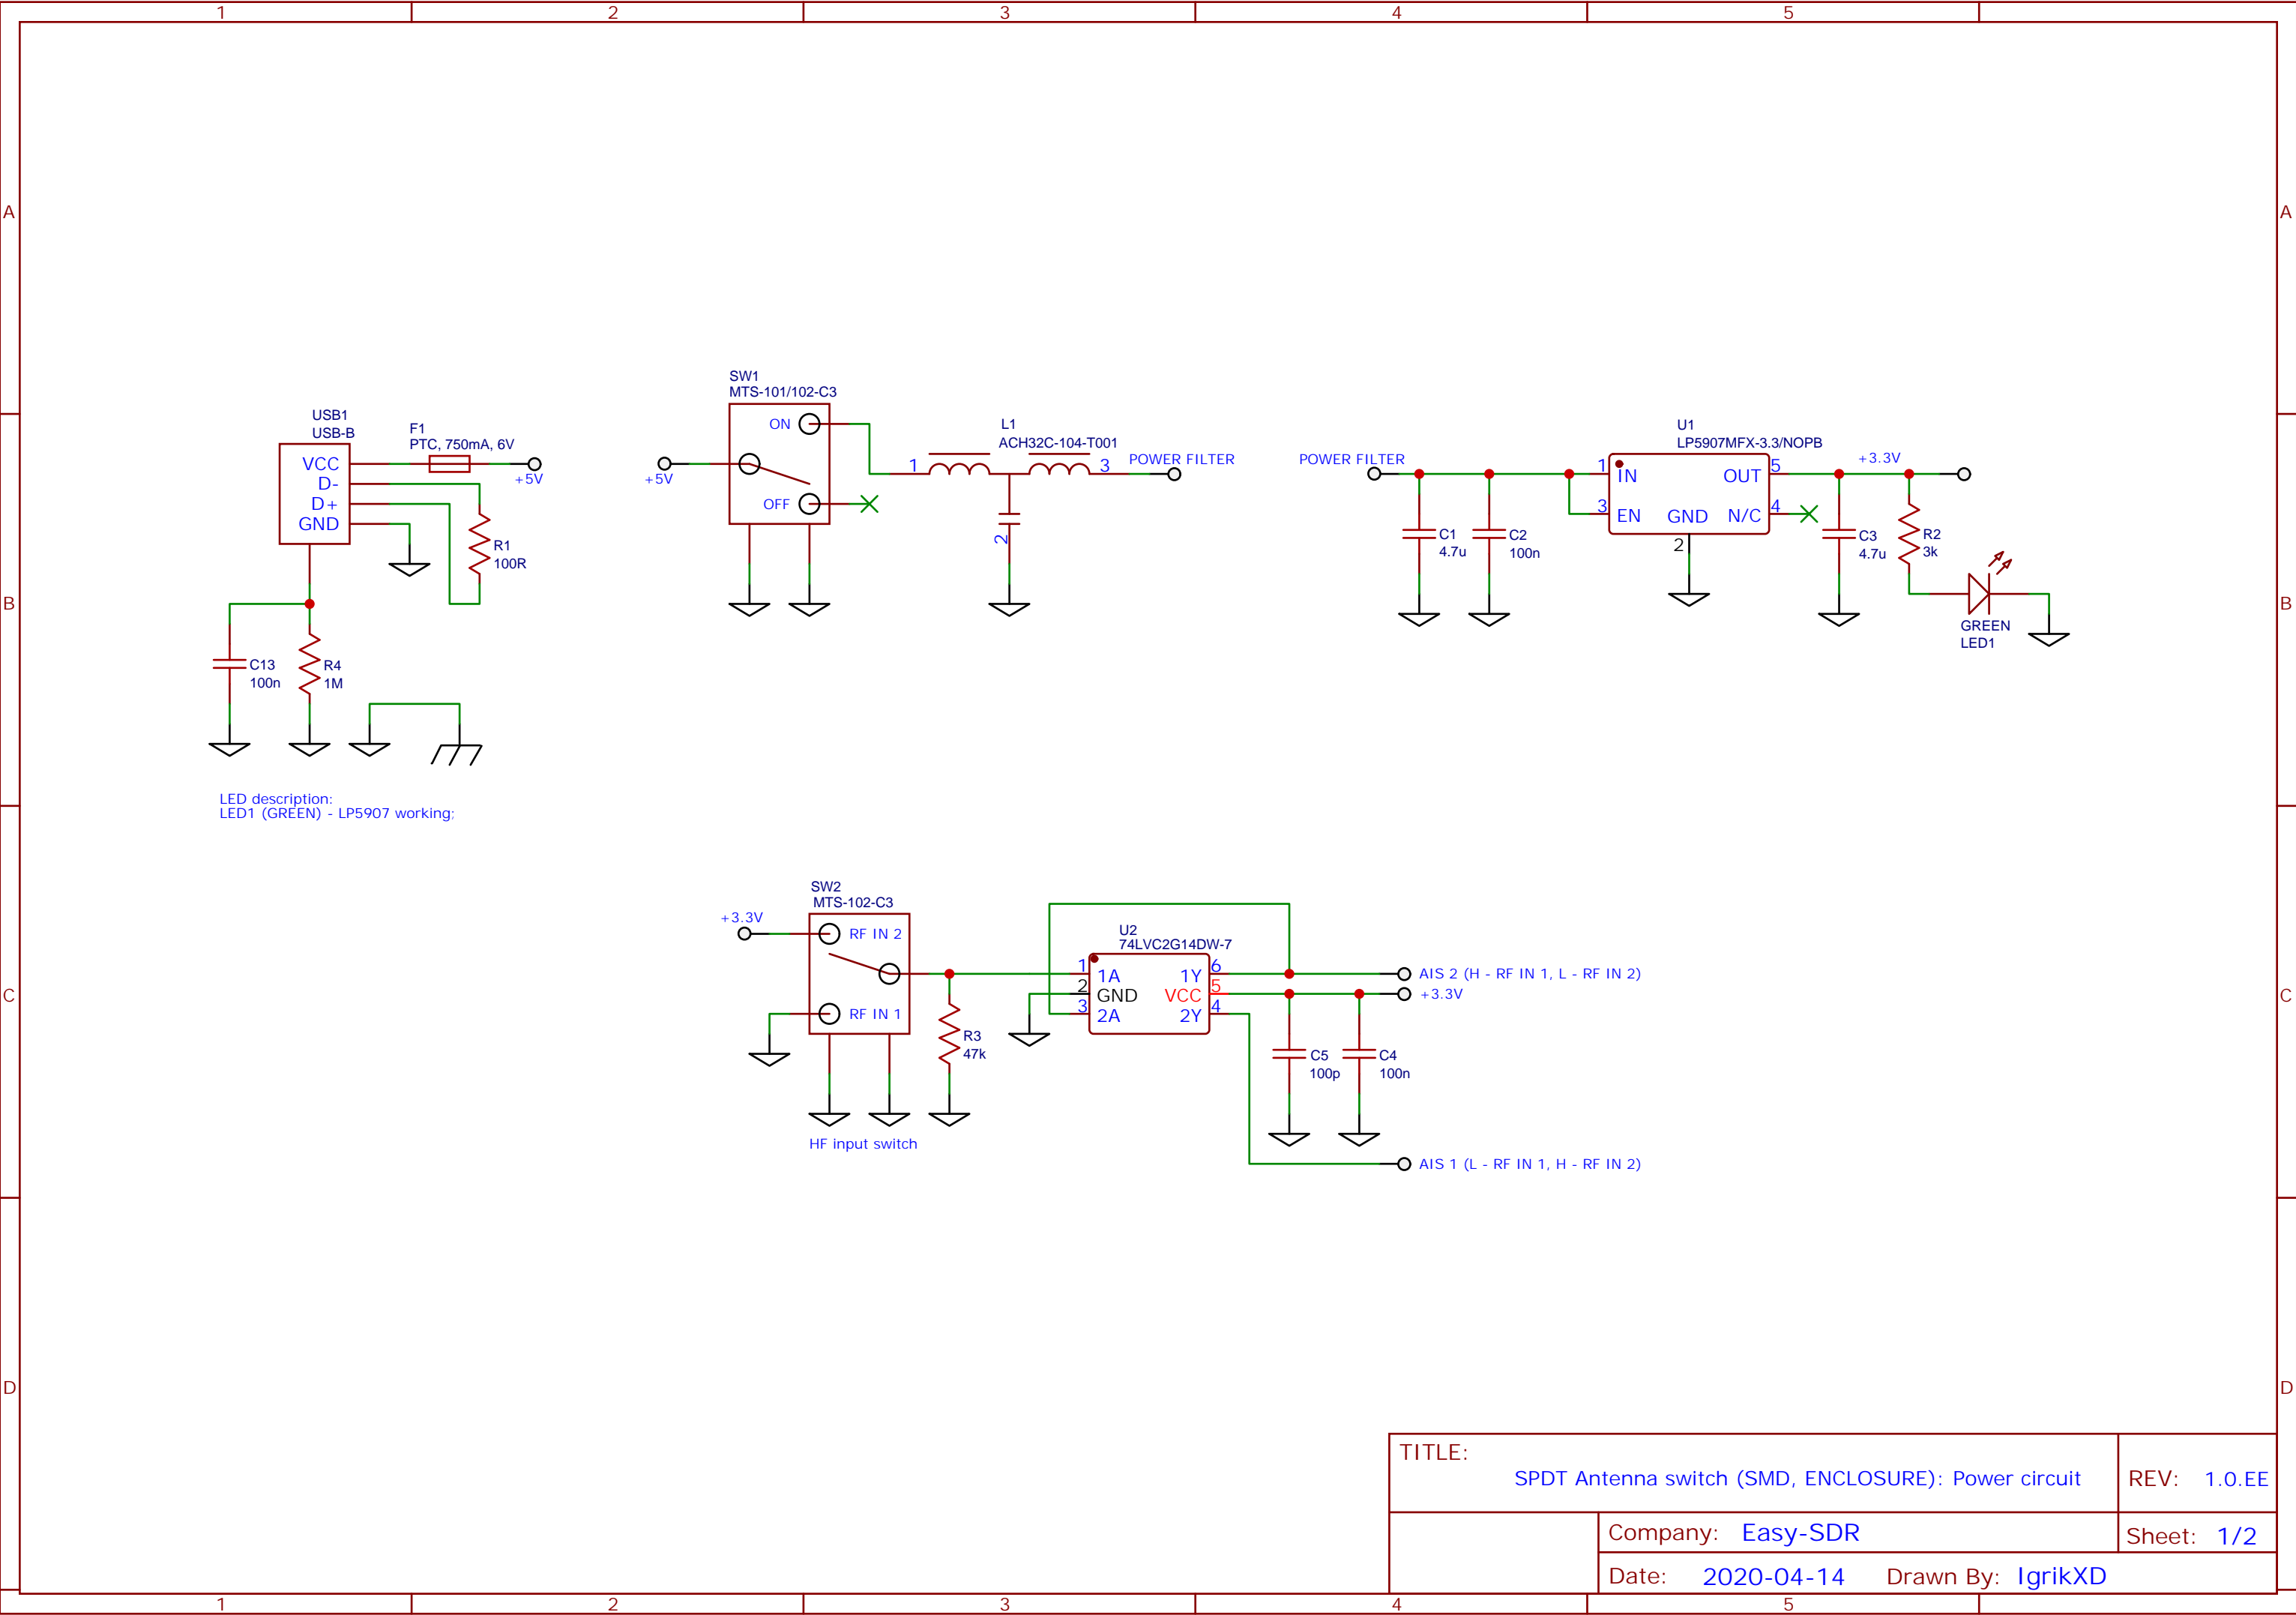 1 2 3 4 5
A A
B B
C C
D D
USB1
USB-B
VCC
D-
D+
GND
F1
PTC, 750mA, 6V
+5V
R1
100R
C13
100n
R4
1M
LED description:
LED1 (GREEN) - LP5907 working;
SW1
MTS-101/102-C3
ON
OFF
+5V
L1
ACH32C-104-T001
1
3
2
POWER FILTER
POWER FILTER
C1
4.7u
C2
100n
U1
LP5907MFX-3.3/NOPB
1 IN OUT 5
3 EN GND N/C 4
2
+3.3V
C3
4.7u
R2
3k
GREEN
LED1
SW2
MTS-102-C3
+3.3V
RF IN 2
RF IN 1
HF input switch
R3
47k
U2
74LVC2G14DW-7
1 1A 1Y 6
2 GND VCC 5
3 2A 2Y 4
AIS 2 (H - RF IN 1, L - RF IN 2)
+3.3V
C5
100p
C4
100n
AIS 1 (L - RF IN 1, H - RF IN 2)
TITLE:
SPDT Antenna switch (SMD, ENCLOSURE): Power circuit
REV: 1.0.EE
Company: Easy-SDR
Sheet: 1/2
Date: 2020-04-14 Drawn By: IgrikXD
1 2 3 4 5